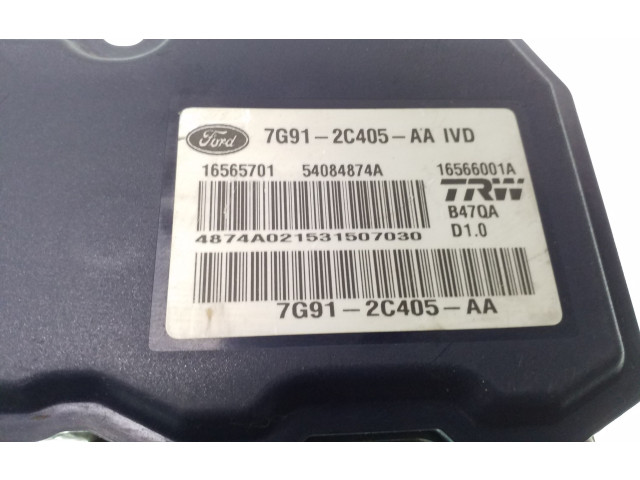 Ford 7G91-2C405-AA IVD
16565701 54084874A 16566001A
TRW
B47QA
4874A021531507030 D1.0
7G91-2C405-AA